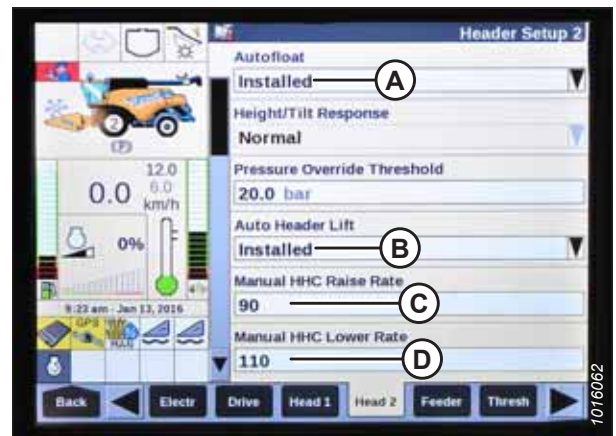 Header Setup 2
Autofloat
Installed
A
Height/Tilt Response
Normal
Pressure Override Threshold
20.0 bar
Auto Header Lift
Installed
B
Manual HHC Raise Rate
90
C
Manual HHC Lower Rate
110
D
2
(P)
12.0
6.0
0.0
km/h
0%
9:23 am - Jan 13, 2016
GPS
Back
Electr
Drive
Head 1
Head 2
Feeder
Thresh
1016062